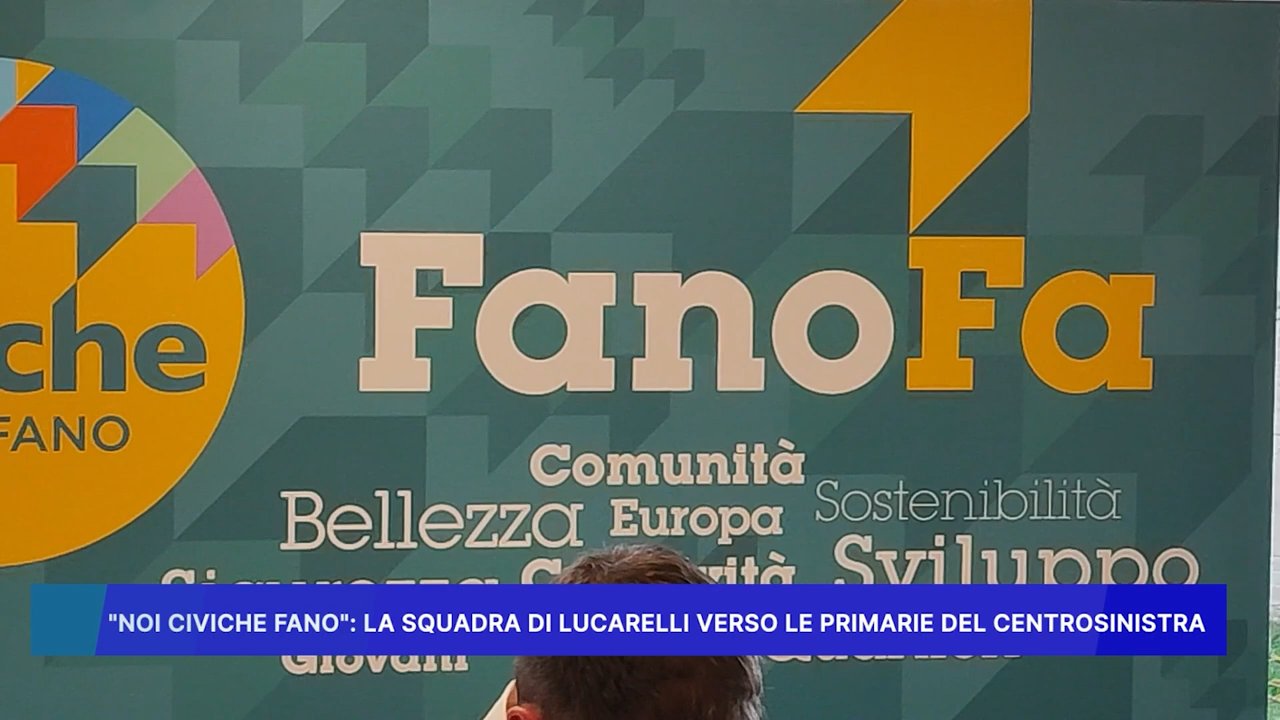 che
FANO
FanoFa
Comunità
Bellezza
Europa
Sostenibilità
Sviluppo
"NOI CIVICHE FANO": LA SQUADRA DI LUCARELLI VERSO LE PRIMARIE DEL CENTROSINISTRA
Giovani